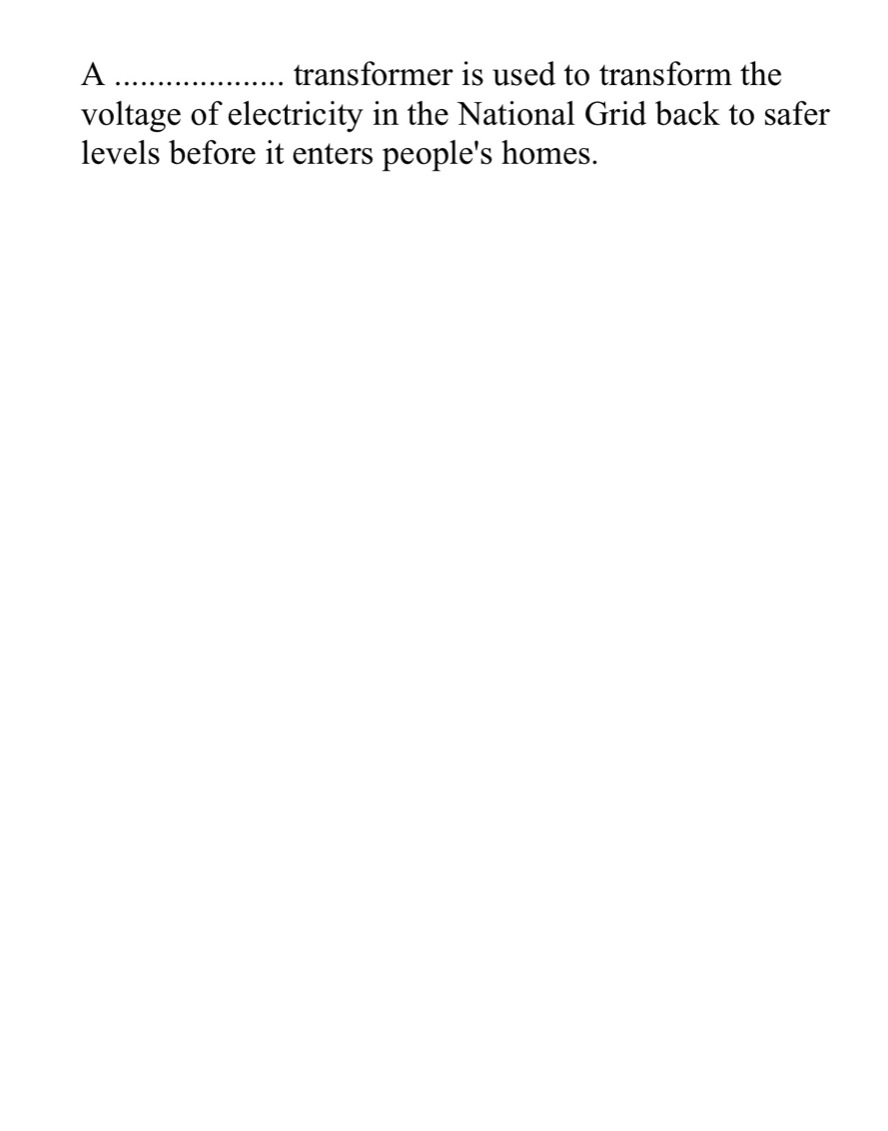 A .................... transformer is used to transform the
voltage of electricity in the National Grid back to safer
levels before it enters people's homes.